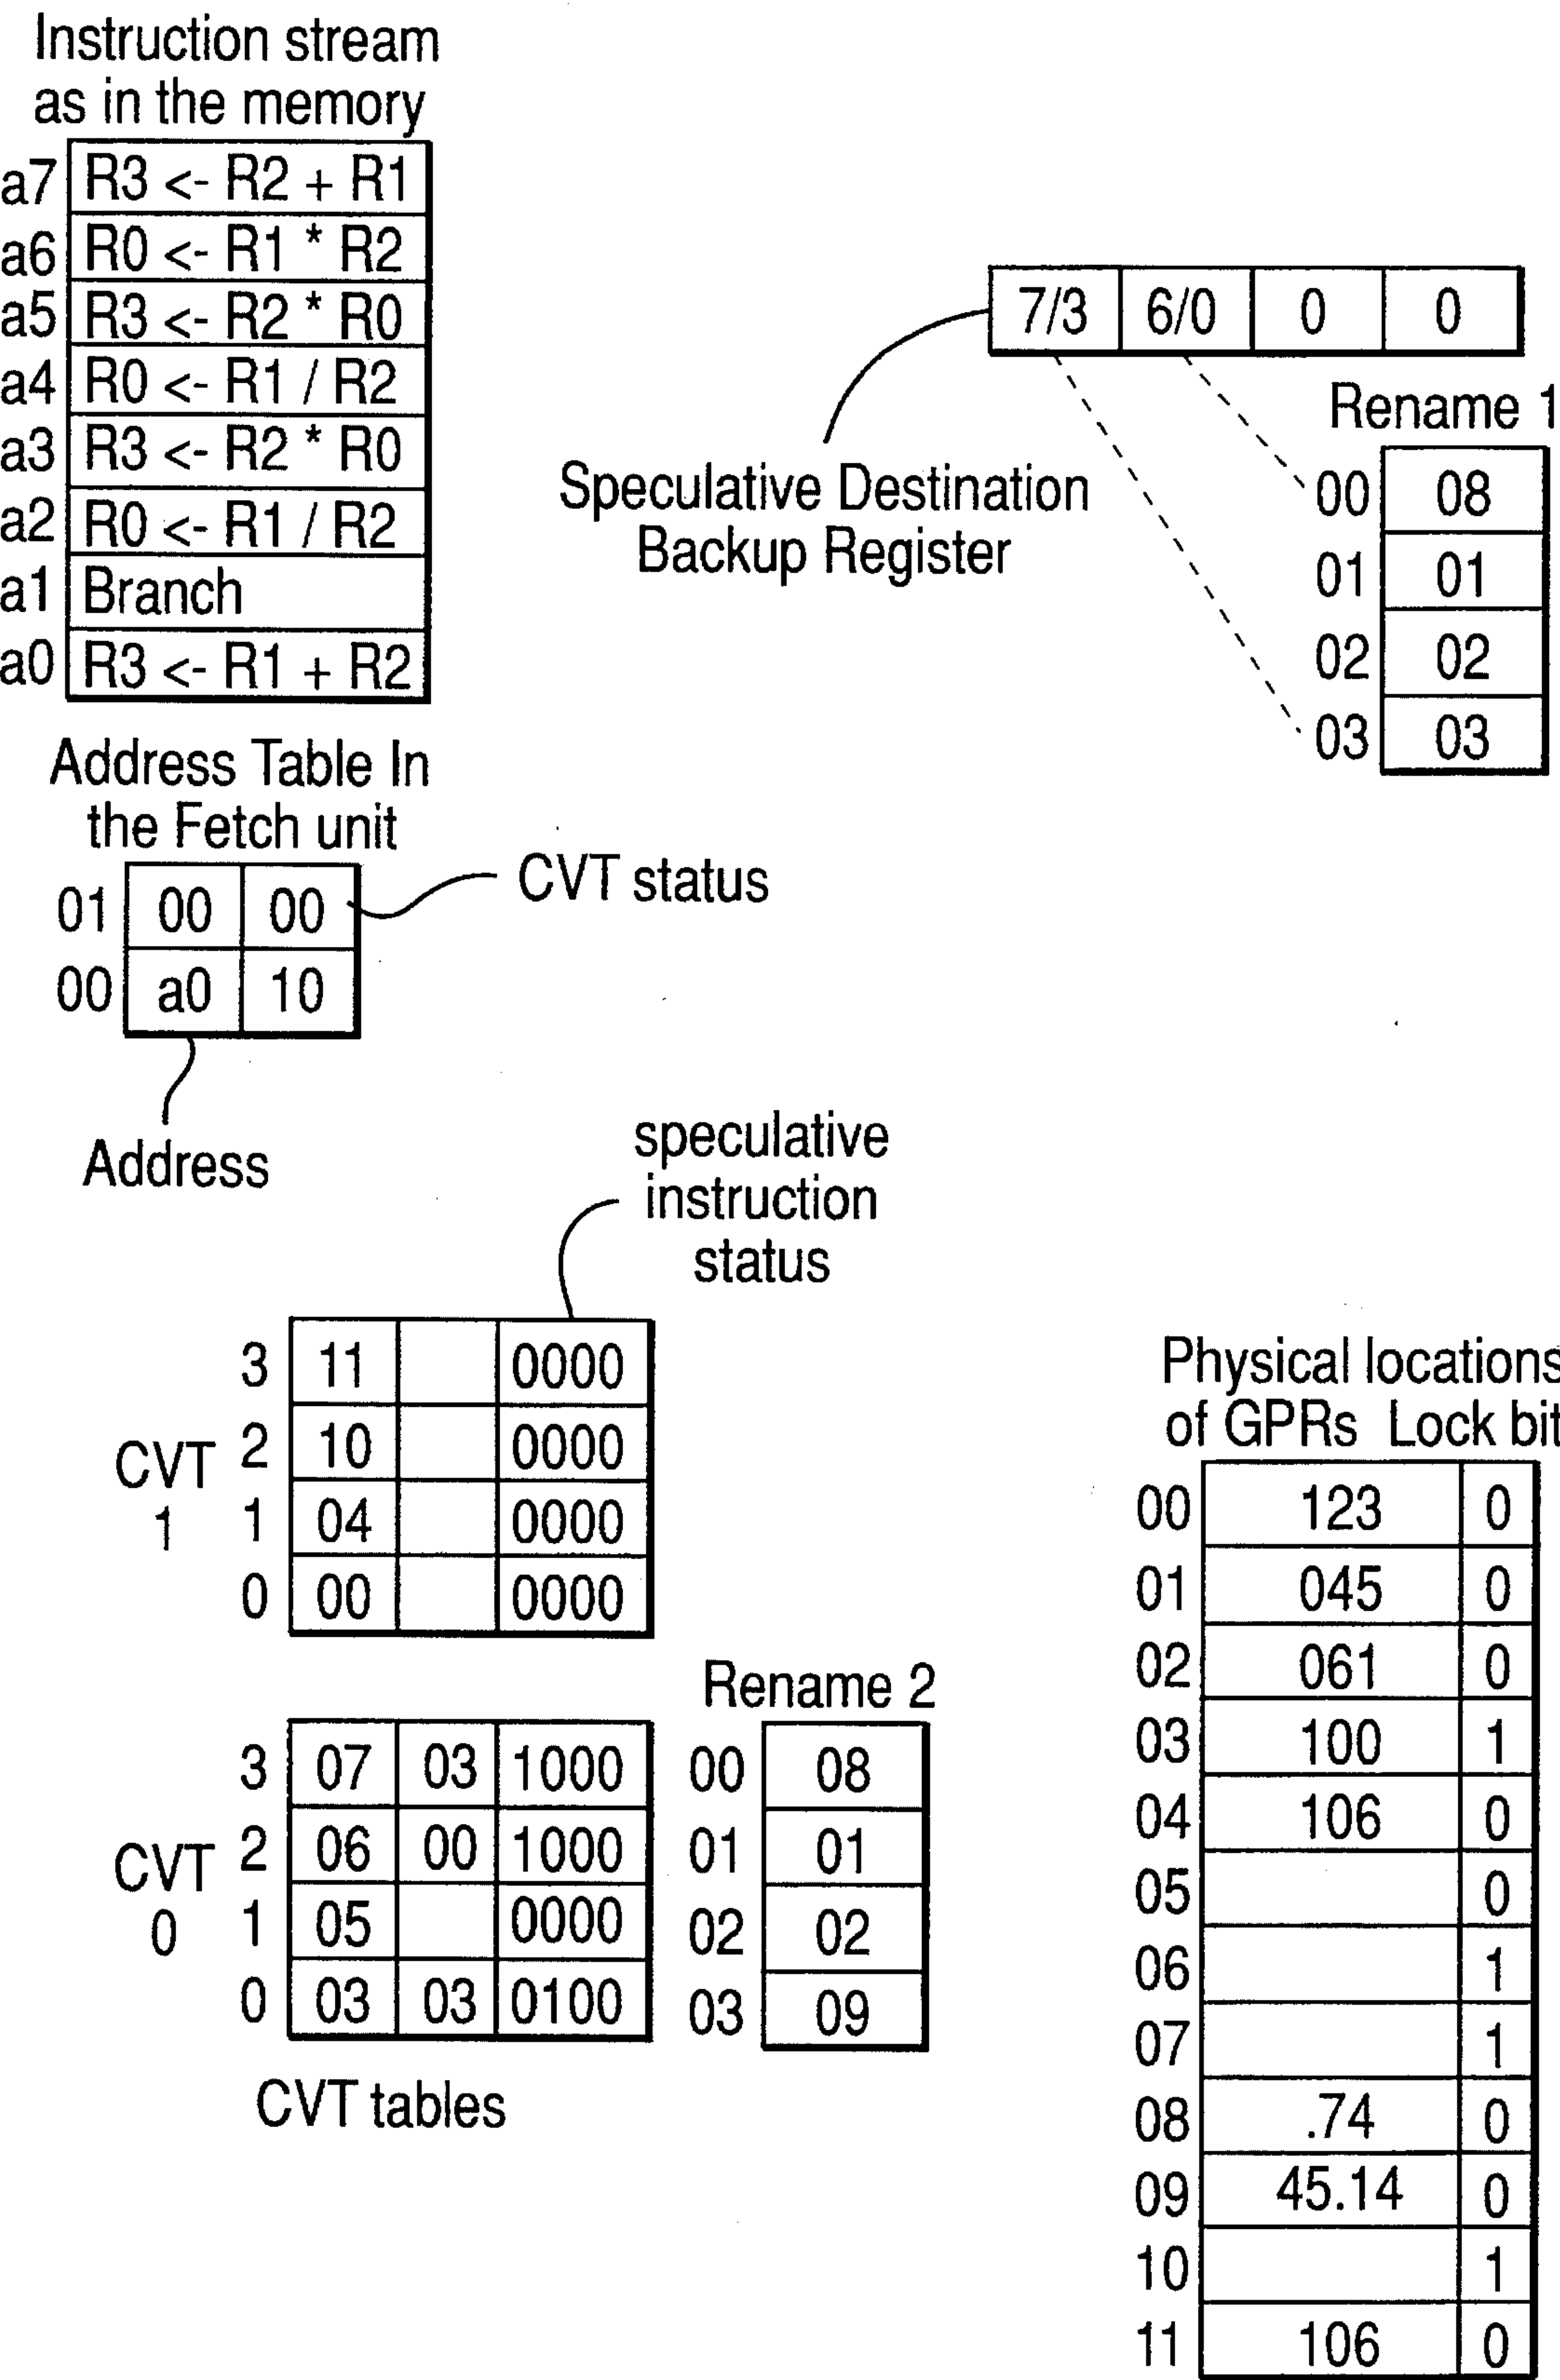 Instruction stream
as in the memory
a7 R3 <- R2 + R1
a6 R0 <- R1 * R2
a5 R3 <- R2 * R0
a4 R0 <- R1 / R2
a3 R3 <- R2 * R0
a2 R0 <- R1 / R2
a1 Branch
a0 R3 <- R1 + R2
7/3 6/0 0 0
Speculative Destination
Backup Register
Rename 1
00 08
01 01
02 02
03 03
Address Table In
the Fetch unit
01 00 00
00 a0 10
CVT status
Address
speculative
instruction
status
CVT
1
3 11 0000
2 10 0000
1 04 0000
0 00 0000
CVT
0
3 07 03 1000
2 06 00 1000
1 05 0000
0 03 03 0100
CVT tables
Rename 2
00 08
01 01
02 02
03 09
Physical locations
of GPRs Lock bit
00 123 0
01 045 0
02 061 0
03 100 1
04 106 0
05 0
06 1
07 1
08 .74 0
09 45.14 0
10 1
11 106 0